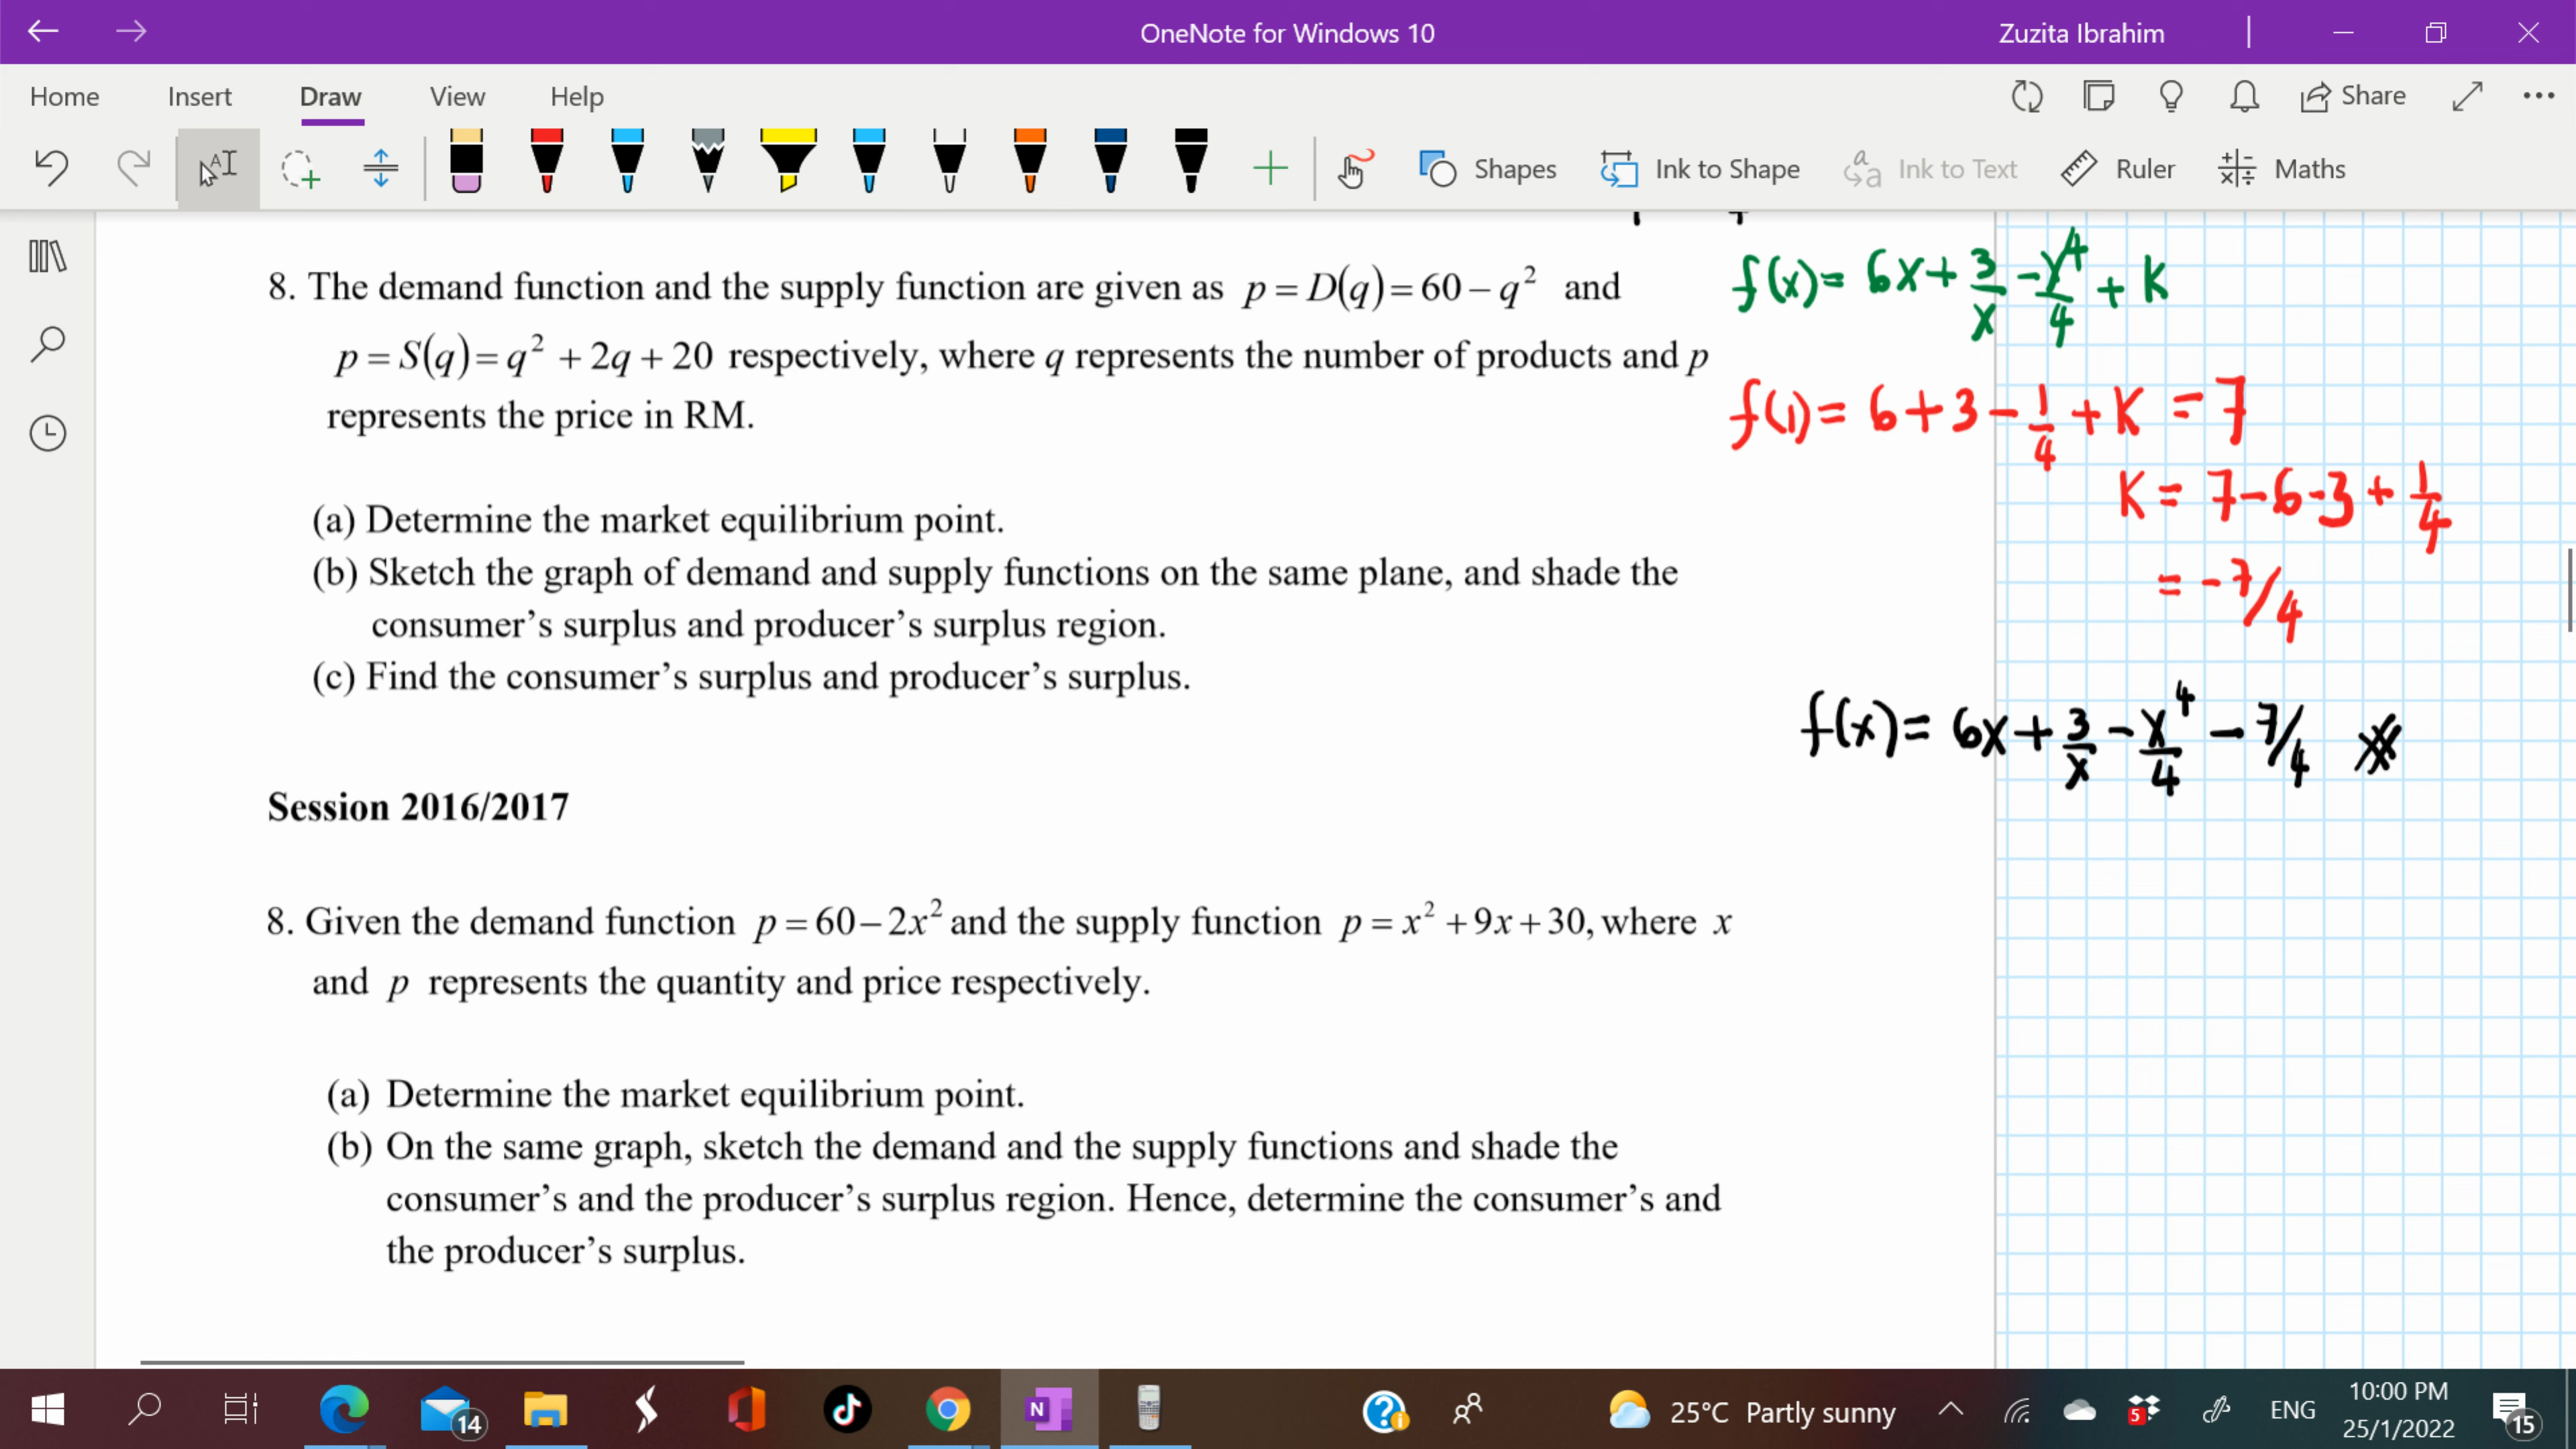 OneNote for Windows 10
Zuzita Ibrahim
Home Insert Draw View Help
Share
Shapes Ink to Shape Ink to Text Ruler Maths
8. The demand function and the supply function are given as p = D(q) = 60 – q² and
p = S(q) = q² + 2q + 20 respectively, where q represents the number of products and p
represents the price in RM.
(a) Determine the market equilibrium point.
(b) Sketch the graph of demand and supply functions on the same plane, and shade the
consumer’s surplus and producer’s surplus region.
(c) Find the consumer’s surplus and producer’s surplus.
f(x) = 6x + 3/x - x⁴/4 + K
f(1) = 6 + 3 - 1/4 + K = 7
K = 7 - 6 - 3 + 1/4
= -7/4
f(x) = 6x + 3/x - x⁴/4 - 7/4
Session 2016/2017
8. Given the demand function p = 60 – 2x² and the supply function p = x² + 9x + 30, where x
and p represents the quantity and price respectively.
(a) Determine the market equilibrium point.
(b) On the same graph, sketch the demand and the supply functions and shade the
consumer’s and the producer’s surplus region. Hence, determine the consumer’s and
the producer’s surplus.
14
N
25°C Partly sunny
5
ENG
10:00 PM
25/1/2022
15